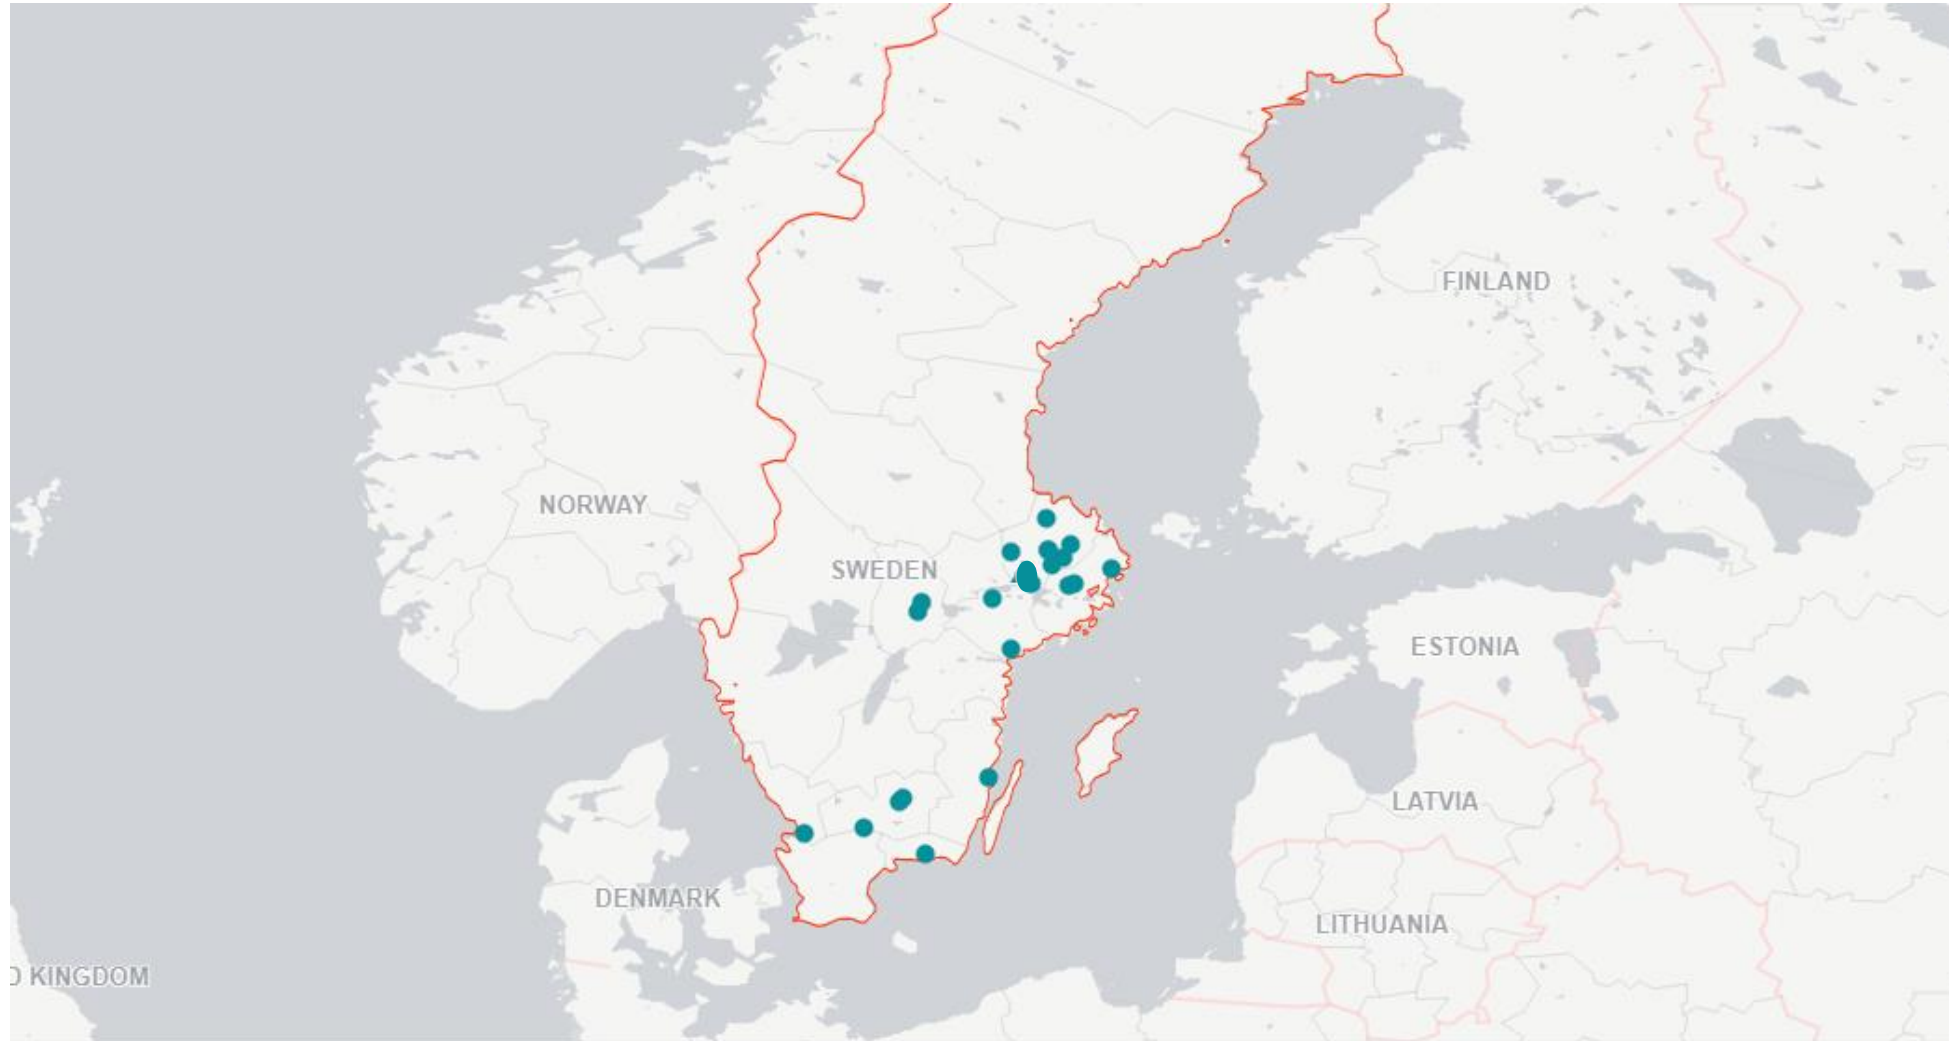 FINLAND
NORWAY
SWEDEN
ESTONIA
LATVIA
DENMARK
LITHUANIA
D KINGDOM